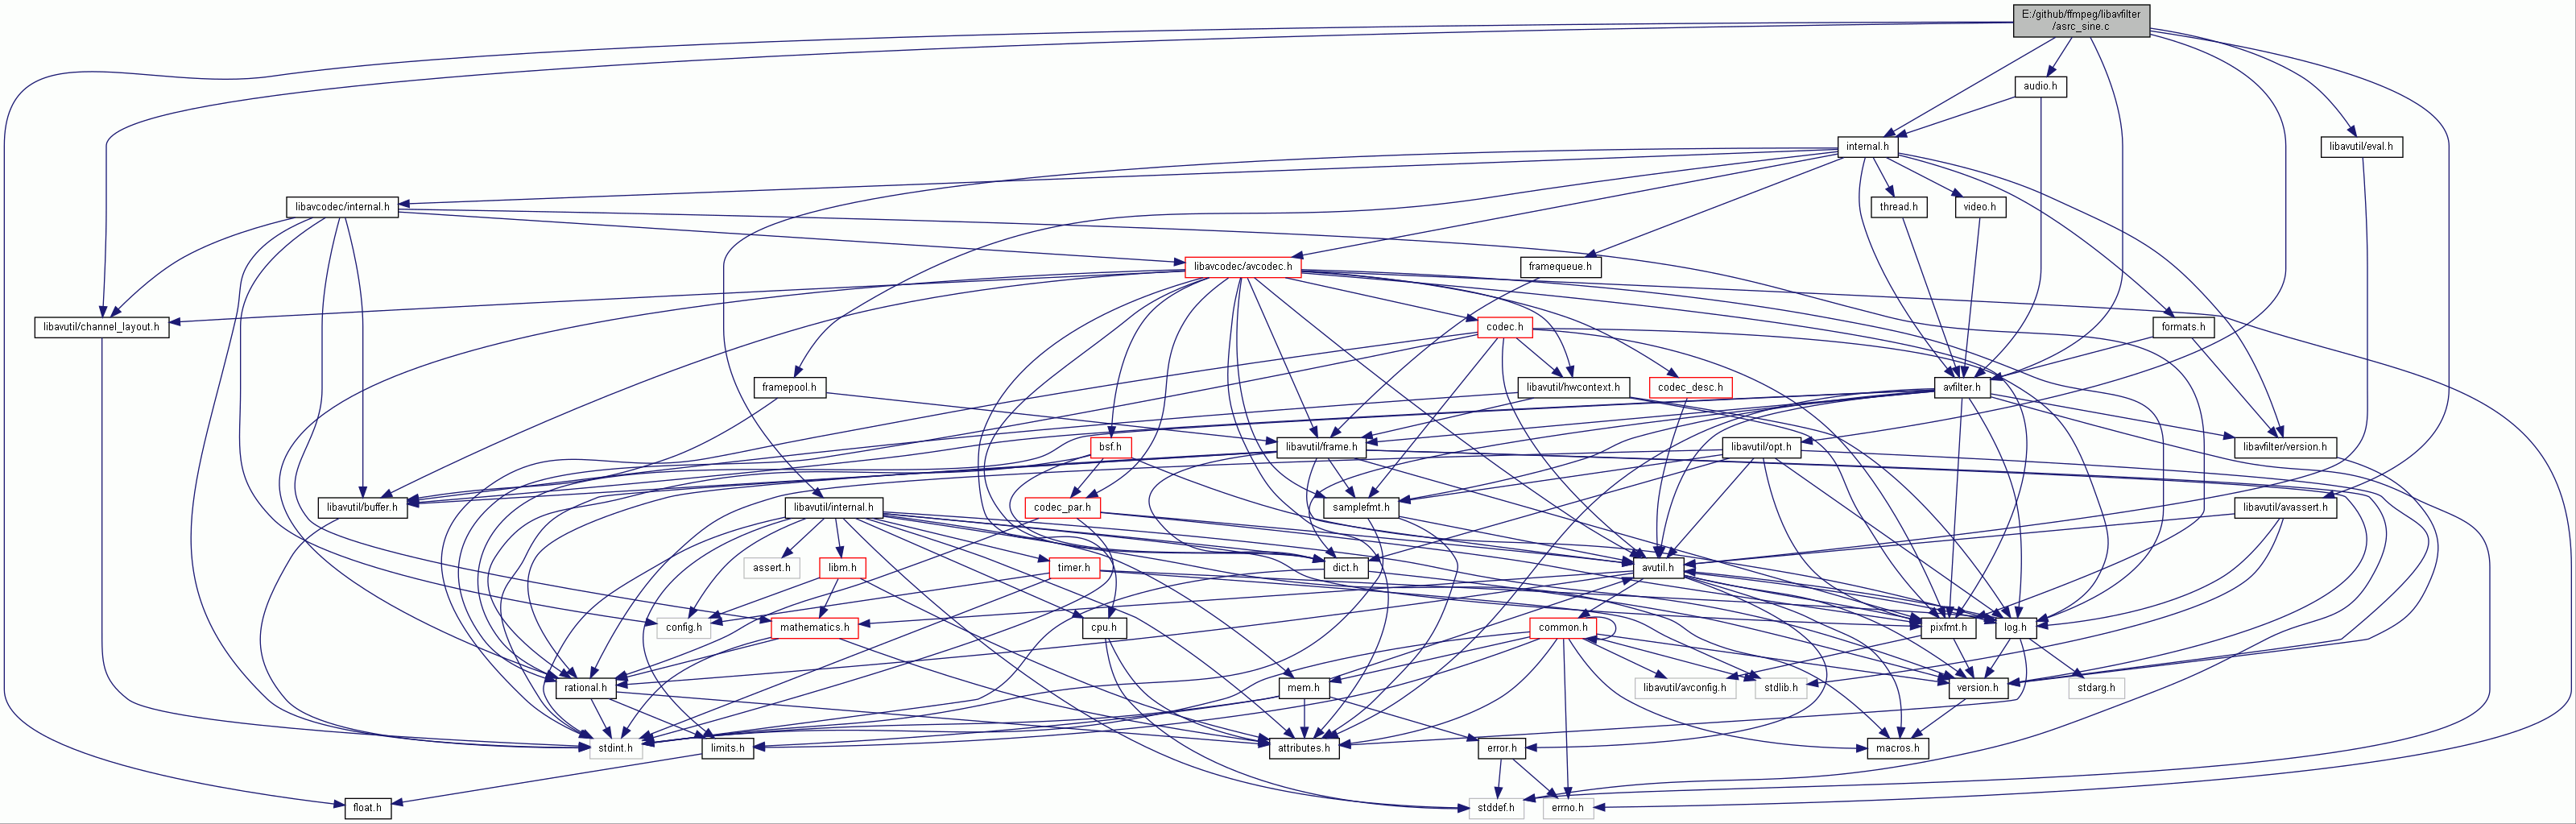 E:/github/ffmpeg/libavfilter
/asrc_sine.c
audio.h
internal.h
libavutil/eval.h
libavcodec/internal.h
thread.h
video.h
libavcodec/avcodec.h
framequeue.h
libavutil/channel_layout.h
codec.h
formats.h
framepool.h
libavutil/hwcontext.h
codec_desc.h
avfilter.h
bsf.h
libavutil/frame.h
libavutil/opt.h
libavfilter/version.h
libavutil/buffer.h
libavutil/internal.h
codec_par.h
samplefmt.h
libavutil/avassert.h
assert.h
libm.h
timer.h
dict.h
avutil.h
config.h
mathematics.h
cpu.h
common.h
pixfmt.h
log.h
rational.h
mem.h
libavutil/avconfig.h
stdlib.h
version.h
stdarg.h
stdint.h
limits.h
attributes.h
error.h
macros.h
float.h
stddef.h
errno.h